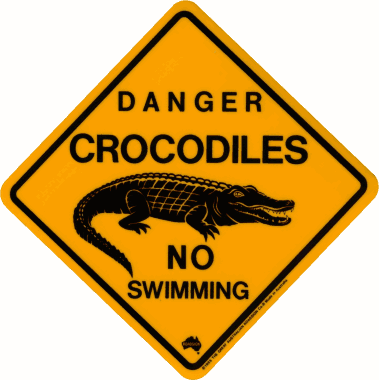 DANGER
CROCODILES
NO
SWIMMING